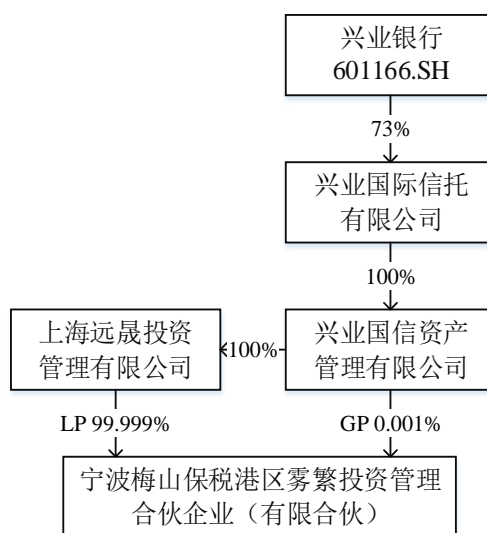 兴业银行
601166.SH
73%
兴业国际信托
有限公司
100%
上海远晟投资
管理有限公司
100%
兴业国信资产
管理有限公司
LP 99.999%
GP 0.001%
宁波梅山保税港区雾繁投资管理
合伙企业（有限合伙）